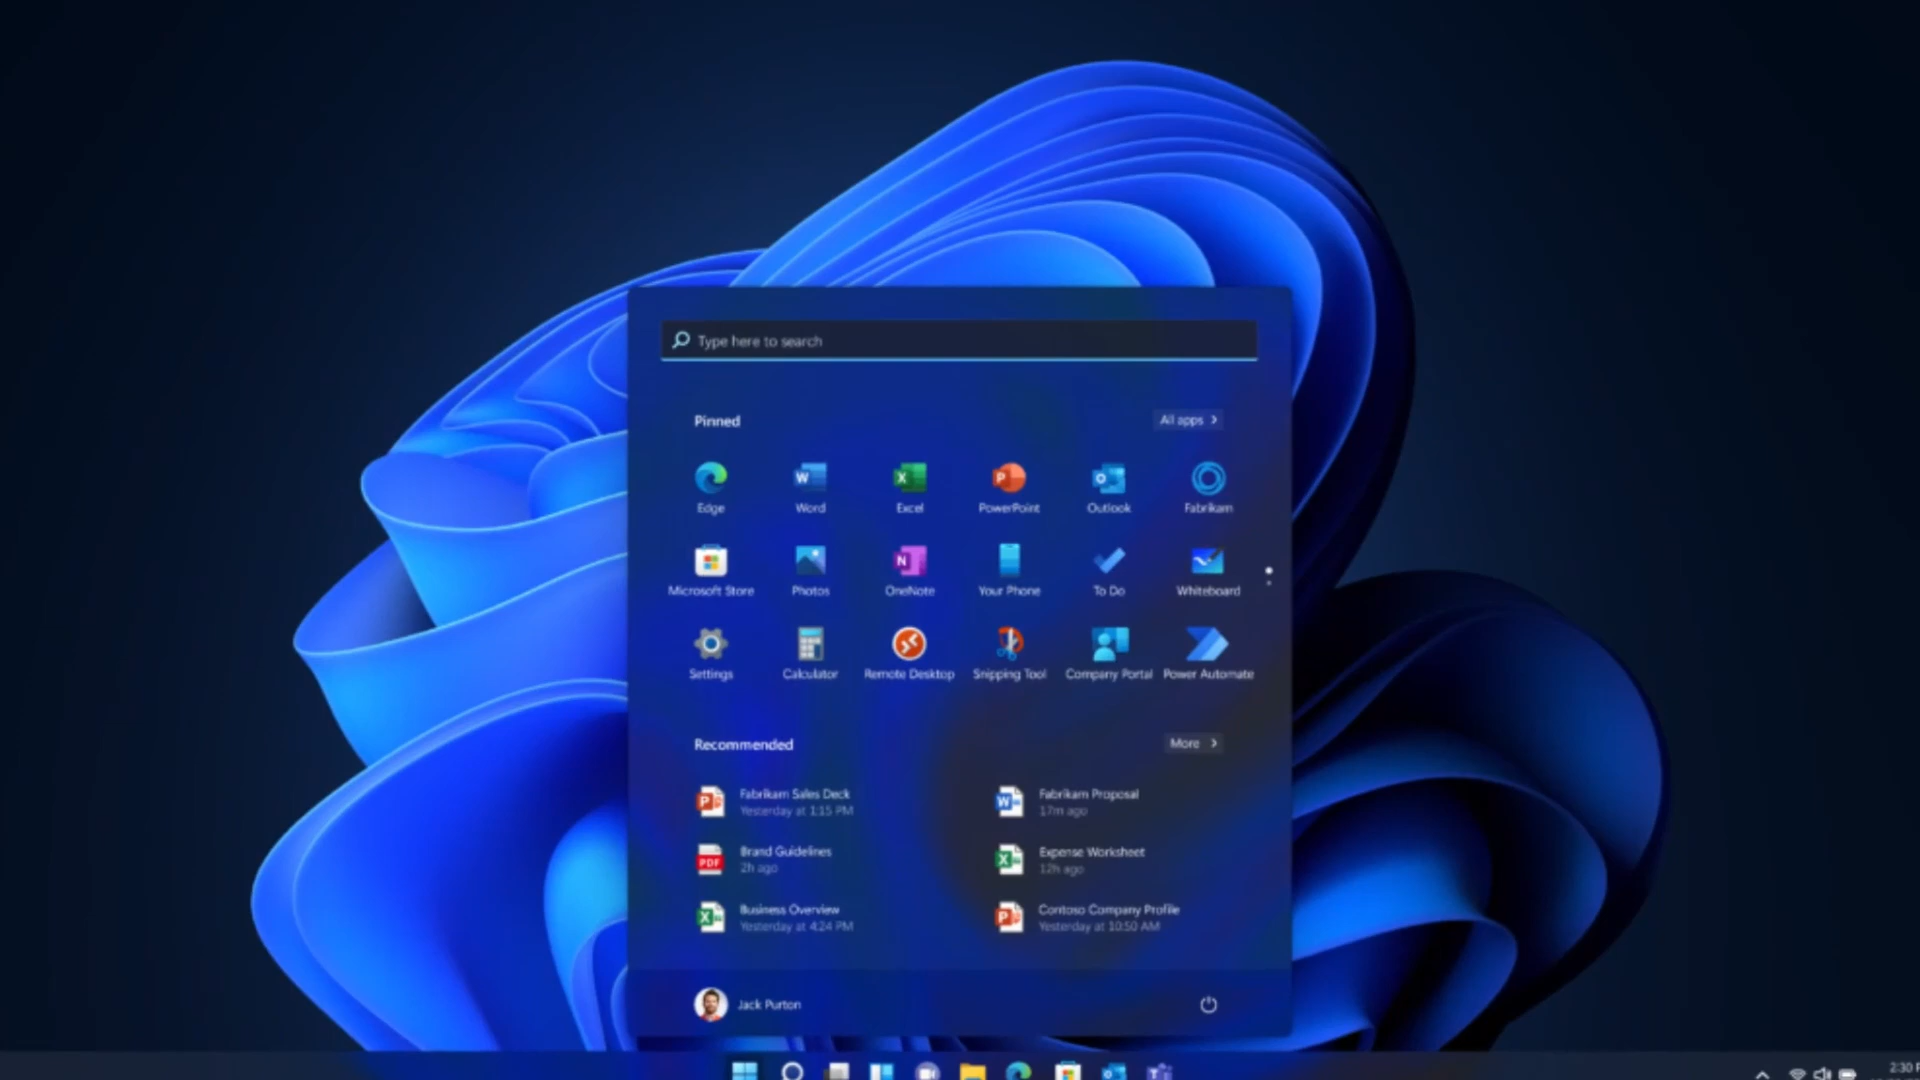 Type here to search
Pinned
All apps
Edge
Word
Excel
PowerPoint
Outlook
Fabrikam
Microsoft Store
Photos
OneNote
Your Phone
To Do
Whiteboard
Settings
Calculator
Remote Desktop
Snipping Tool
Company Portal
Power Automate
Recommended
More
Fabrikam Sales Deck
Yesterday at 1:15 PM
Fabrikam Proposal
17m ago
Brand Guidelines
2h ago
Expense Worksheet
12h ago
Business Overview
Yesterday at 4:24 PM
Contoso Company Profile
Yesterday at 10:50 AM
Jack Purton
2:30